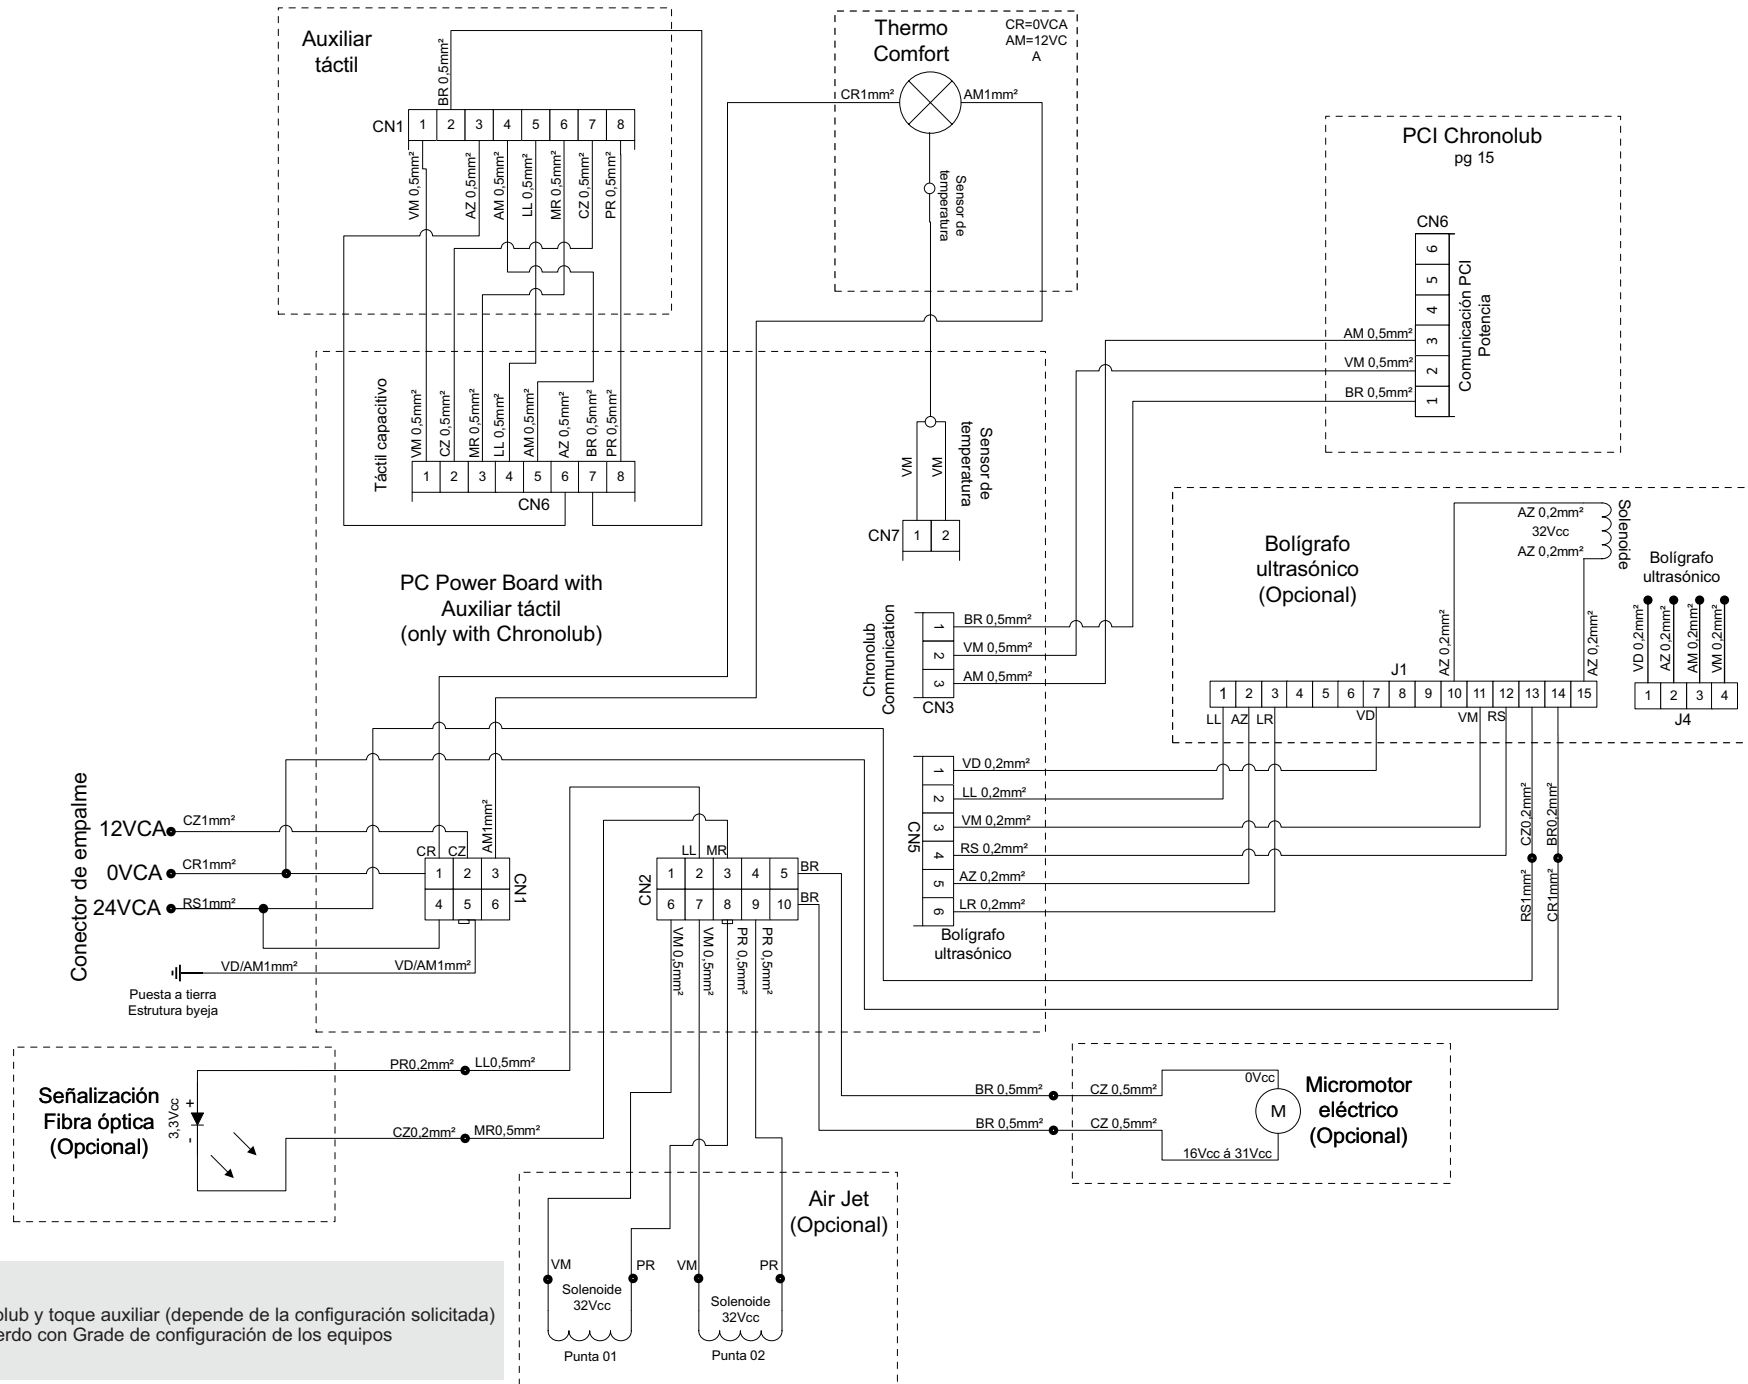 Auxiliar
táctil
BR 0,5mm²
CN1
1 2 3 4 5 6 7 8
VM 0,5mm²
AZ 0,5mm²
AM 0,5mm²
LL 0,5mm²
MR 0,5mm²
CZ 0,5mm²
PR 0,5mm²
Thermo
Comfort
CR=0VCA
AM=12VC
A
CR1mm²
AM1mm²
Sensor de
temperatura
PCI Chronolub
pg 15
CN6
6
5
4
3
2
1
Comunicación PCI
Potencia
AM 0,5mm²
VM 0,5mm²
BR 0,5mm²
Táctil capacitivo
VM 0,5mm²
CZ 0,5mm²
MR 0,5mm²
LL 0,5mm²
AM 0,5mm²
AZ 0,5mm²
BR 0,5mm²
PR 0,5mm²
1 2 3 4 5 6 7 8
CN6
VM
VM
Sensor de
temperatura
CN7
1 2
PC Power Board with
Auxiliar táctil
(only with Chronolub)
Chronolub
Communication
1
2
3
CN3
BR 0,5mm²
VM 0,5mm²
AM 0,5mm²
Bolígrafo
ultrasónico
(Opcional)
AZ 0,2mm²
32Vcc
AZ 0,2mm²
Solenoide
AZ 0,2mm²
AZ 0,2mm²
J1
1 2 3 4 5 6 7 8 9 10 11 12 13 14 15
LL AZ LR VD VM RS
Bolígrafo
ultrasónico
VD 0,2mm²
AZ 0,2mm²
AM 0,2mm²
VM 0,2mm²
1 2 3 4
J4
CN5
1
2
3
4
5
6
VD 0,2mm²
LL 0,2mm²
VM 0,2mm²
RS 0,2mm²
AZ 0,2mm²
LR 0,2mm²
Bolígrafo
ultrasónico
CZ0,2mm²
BR0,2mm²
RS1mm²
CR1mm²
Conector de empalme
12VCA
CZ1mm²
0VCA
CR1mm²
24VCA
RS1mm²
CR CZ
AM1mm²
1 2 3
4 5 6
CN1
VD/AM1mm²
VD/AM1mm²
Puesta a tierra
Estrutura byeja
LL MR
CN2
1 2 3 4 5
6 7 8 9 10
BR
BR
VM 0,5mm²
VM 0,5mm²
PR 0,5mm²
PR 0,5mm²
Señalización
Fibra óptica
(Opcional)
3,3Vcc
+
-
PR0,2mm²
LL0,5mm²
CZ0,2mm²
MR0,5mm²
BR 0,5mm²
CZ 0,5mm²
BR 0,5mm²
CZ 0,5mm²
0Vcc
M
16Vcc á 31Vcc
Micromotor
eléctrico
(Opcional)
Air Jet
(Opcional)
VM
PR
VM
PR
Solenoide
32Vcc
Solenoide
32Vcc
Punta 01
Punta 02
olub y toque auxiliar (depende de la configuración solicitada)
erdo con Grade de configuración de los equipos